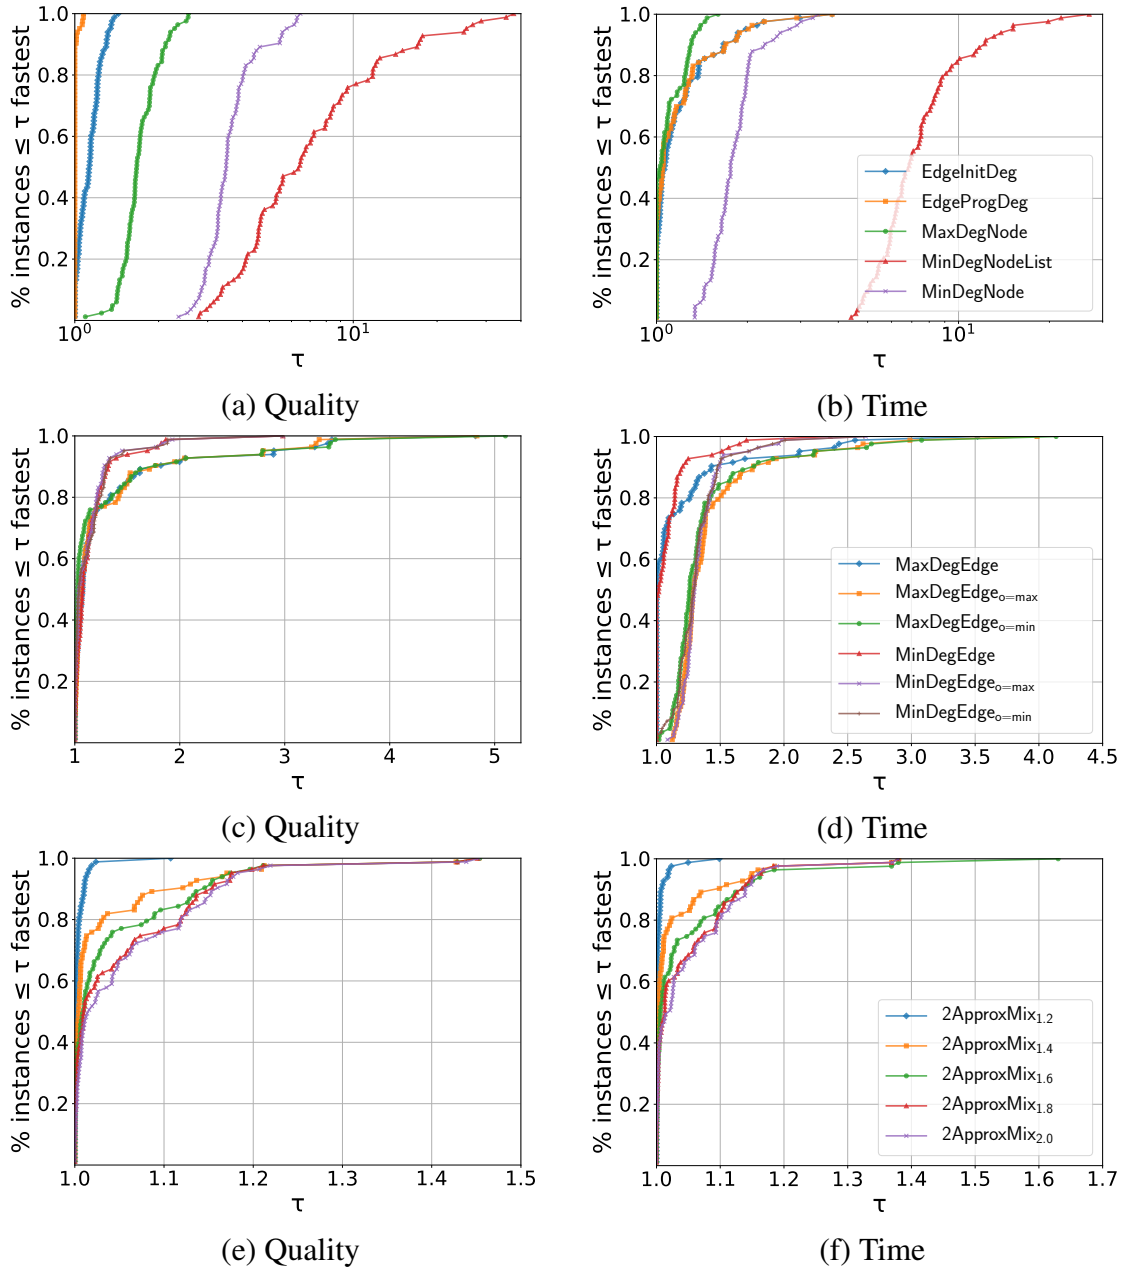 % instances ≤ τ fastest
1.0
0.8
0.6
0.4
0.2
10⁰
10¹
τ
(a) Quality
% instances ≤ τ fastest
1.0
0.8
0.6
0.4
0.2
EdgeInitDeg
EdgeProgDeg
MaxDegNode
MinDegNodeList
MinDegNode
10⁰
10¹
τ
(b) Time
% instances ≤ τ fastest
1.0
0.8
0.6
0.4
0.2
1 2 3 4 5
τ
(c) Quality
% instances ≤ τ fastest
1.0
0.8
0.6
0.4
0.2
MaxDegEdge
MaxDegEdgeₒ₌ₘₐₓ
MaxDegEdgeₒ₌ₘᵢₙ
MinDegEdge
MinDegEdgeₒ₌ₘₐₓ
MinDegEdgeₒ₌ₘᵢₙ
1.0 1.5 2.0 2.5 3.0 3.5 4.0 4.5
τ
(d) Time
% instances ≤ τ fastest
1.0
0.8
0.6
0.4
0.2
1.0 1.1 1.2 1.3 1.4 1.5
τ
(e) Quality
% instances ≤ τ fastest
1.0
0.8
0.6
0.4
0.2
2ApproxMix₁.₂
2ApproxMix₁.₄
2ApproxMix₁.₆
2ApproxMix₁.₈
2ApproxMix₂.₀
1.0 1.1 1.2 1.3 1.4 1.5 1.6 1.7
τ
(f) Time